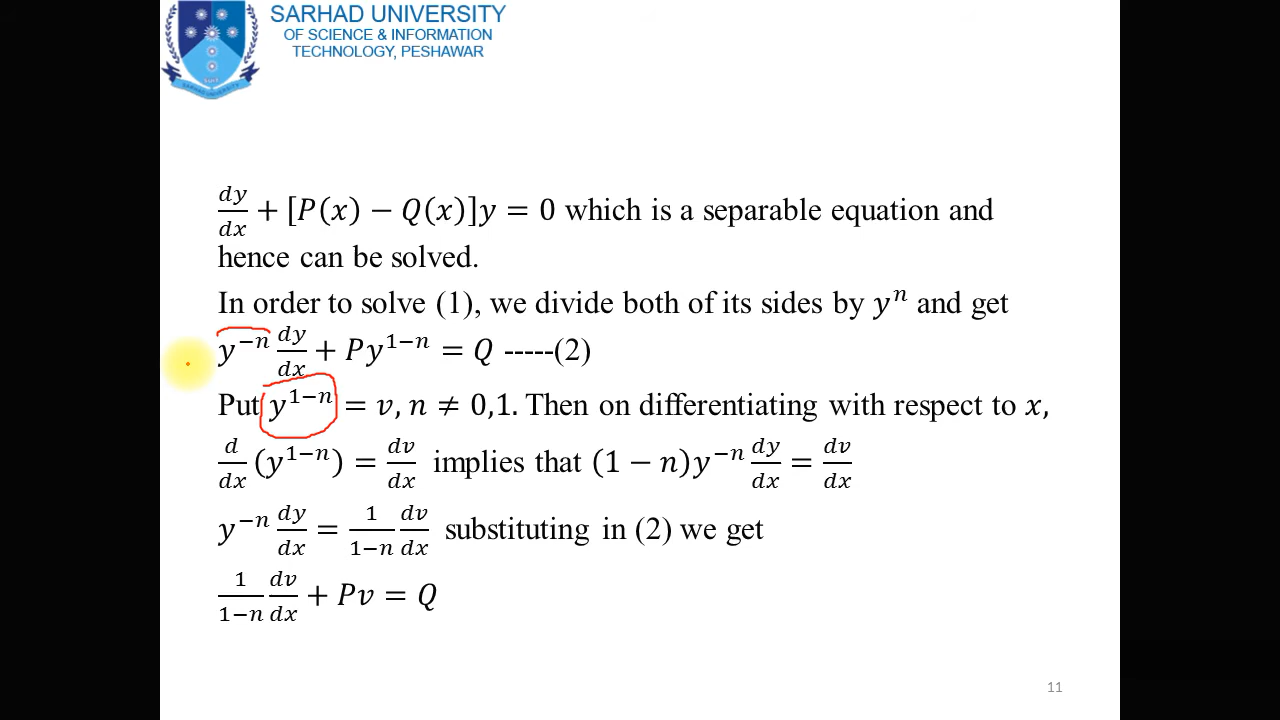 SARHAD UNIVERSITY
OF SCIENCE & INFORMATION
TECHNOLOGY, PESHAWAR
dy/dx + [P(x) − Q(x)]y = 0 which is a separable equation and
hence can be solved.
In order to solve (1), we divide both of its sides by yⁿ and get
y⁻ⁿ dy/dx + Py¹⁻ⁿ = Q -----(2)
Put y¹⁻ⁿ = v, n ≠ 0,1. Then on differentiating with respect to x,
d/dx (y¹⁻ⁿ) = dv/dx implies that (1 − n)y⁻ⁿ dy/dx = dv/dx
y⁻ⁿ dy/dx = 1/1−n dv/dx substituting in (2) we get
1/1−n dv/dx + Pv = Q
11